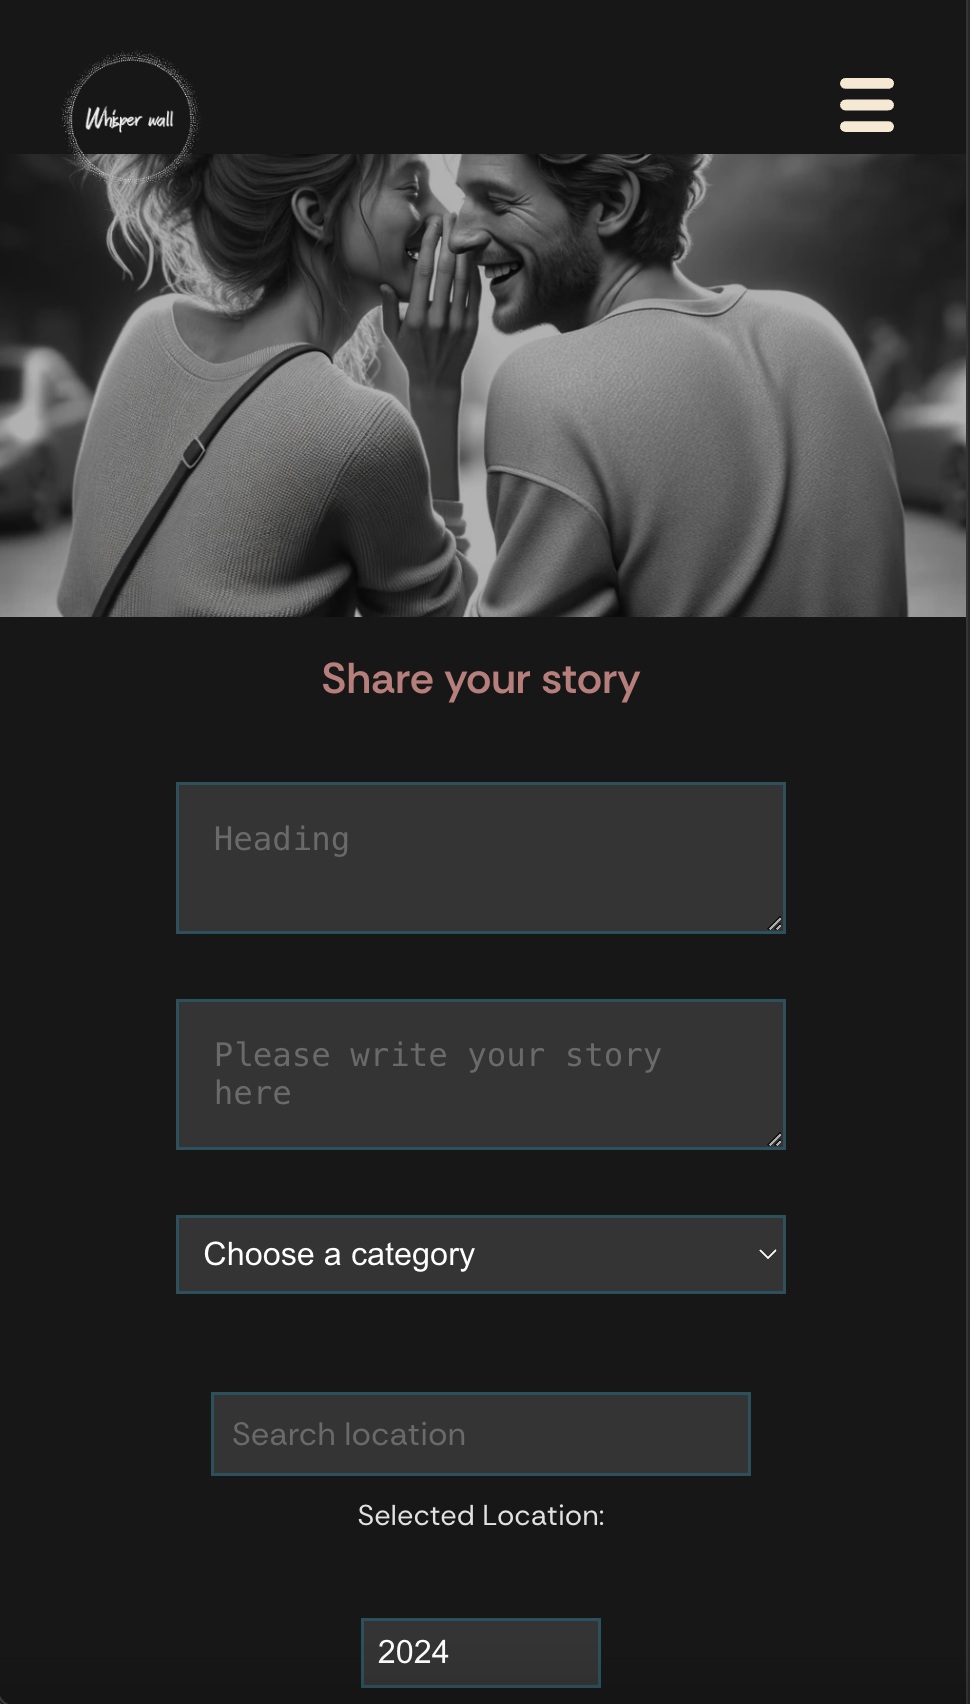 Whisper wall
Share your story
Heading
Please write your story
here
Choose a category
Search location
Selected Location:
2024